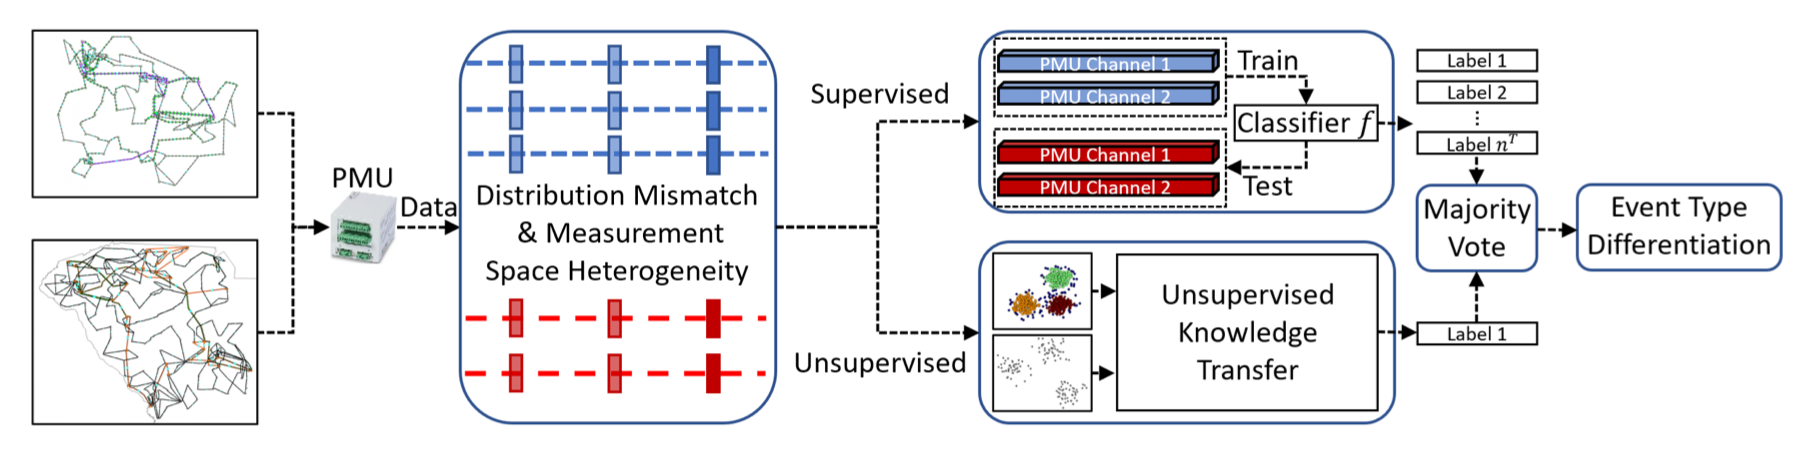 PMU
Data
Distribution Mismatch
& Measurement
Space Heterogeneity
Supervised
Unsupervised
PMU Channel 1
PMU Channel 2
PMU Channel 1
PMU Channel 2
Train
Classifier f
Test
Label 1
Label 2
⋮
Label n^T
Majority
Vote
Event Type
Differentiation
Unsupervised
Knowledge
Transfer
Label 1